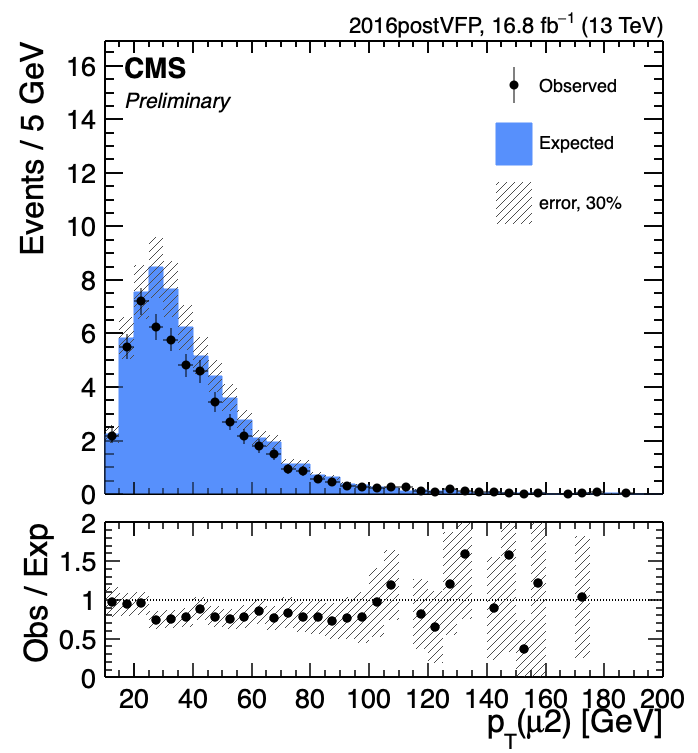 2016postVFP, 16.8 fb⁻¹ (13 TeV)
Events / 5 GeV
16
14
12
10
8
6
4
2
0
CMS
Preliminary
Observed
Expected
error, 30%
Obs / Exp
2
1.5
1
0.5
0
20 40 60 80 100 120 140 160 180 200
p_T(μ2) [GeV]